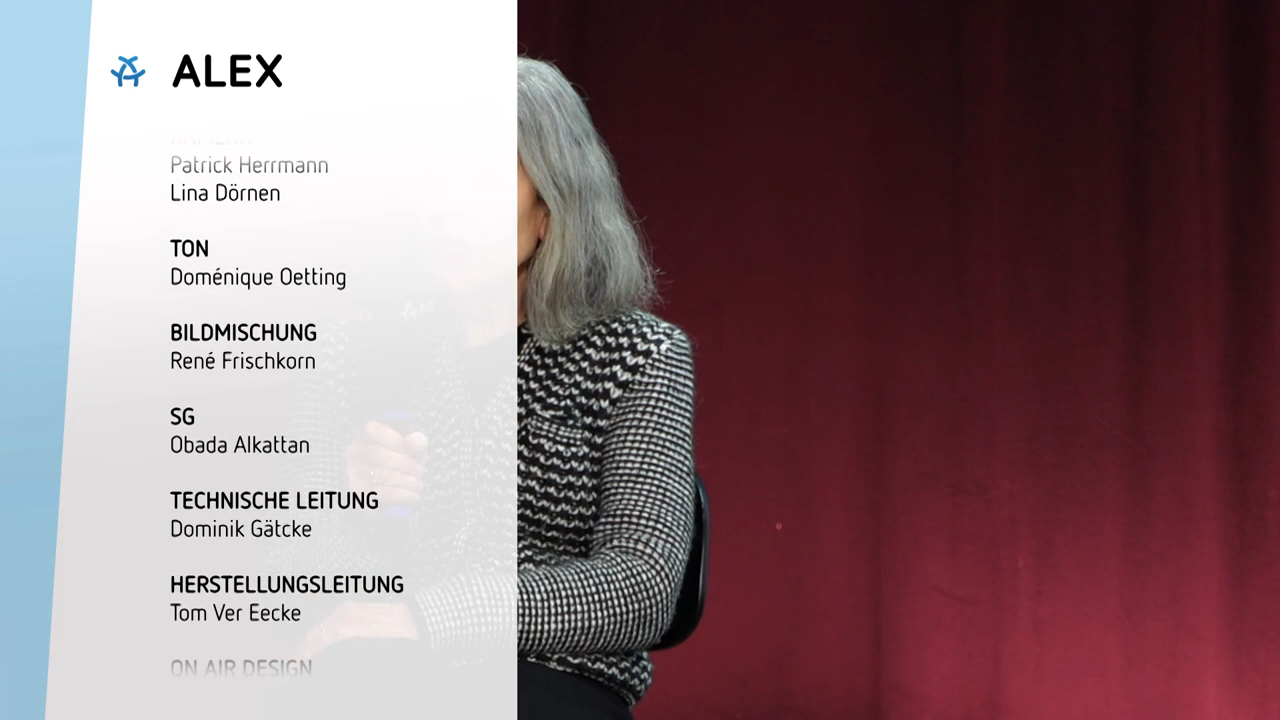 ALEX
Patrick Herrmann
Lina Dörnen
TON
Doménique Oetting
BILDMISCHUNG
René Frischkorn
SG
Obada Alkattan
TECHNISCHE LEITUNG
Dominik Gätcke
HERSTELLUNGSLEITUNG
Tom Ver Eecke
ON AIR DESIGN